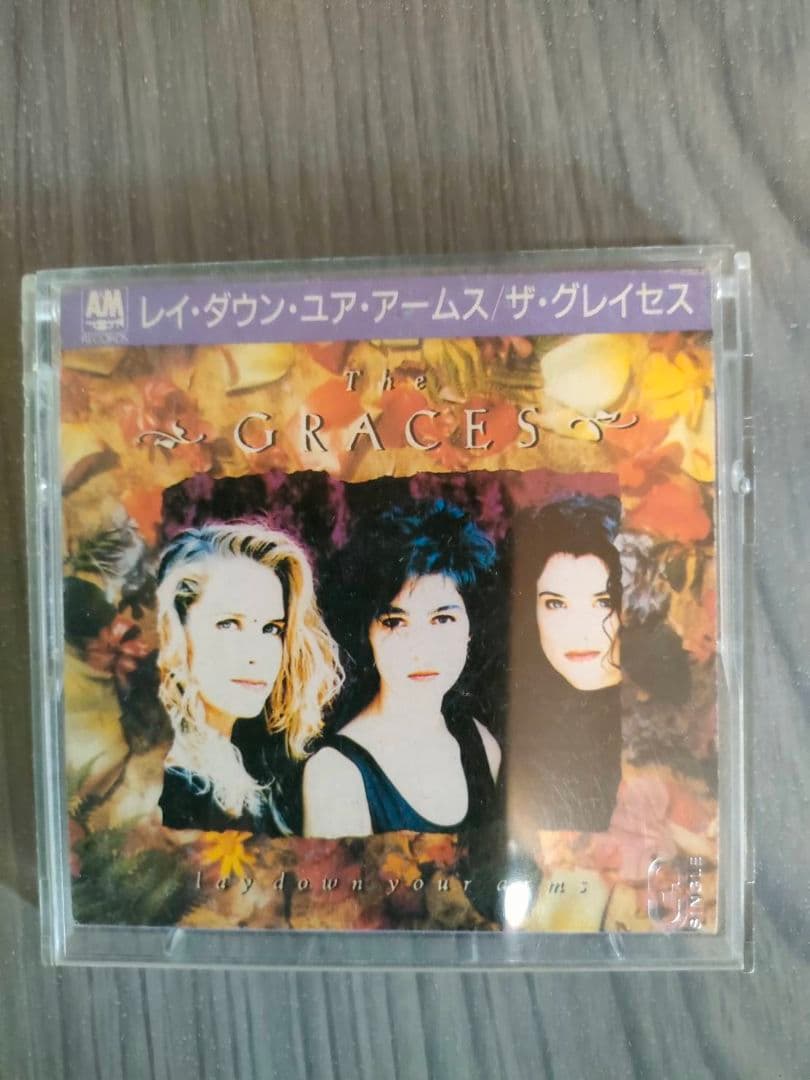 A&M
RECORDS
レイ・ダウン・ユア・アームス/ザ・グレイセス
The
GRACES
lay down your arms
CD
SINGLE